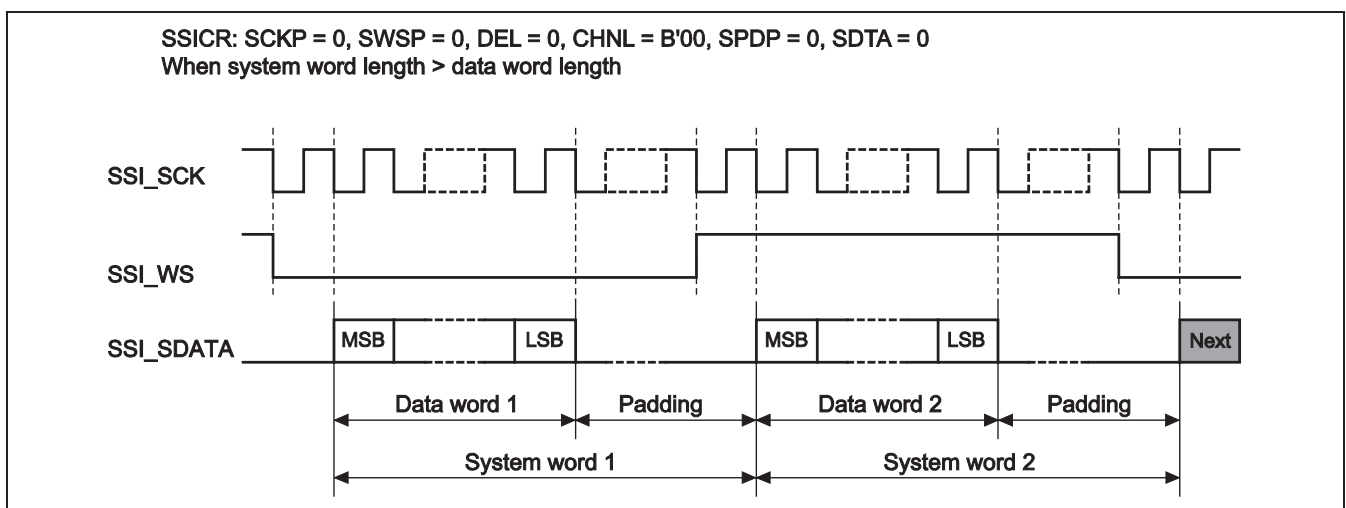 SSICR: SCKP = 0, SWSP = 0, DEL = 0, CHNL = B'00, SPDP = 0, SDTA = 0
When system word length > data word length
SSI_SCK
SSI_WS
SSI_SDATA MSB LSB MSB LSB Next
Data word 1 Padding Data word 2 Padding
System word 1 System word 2